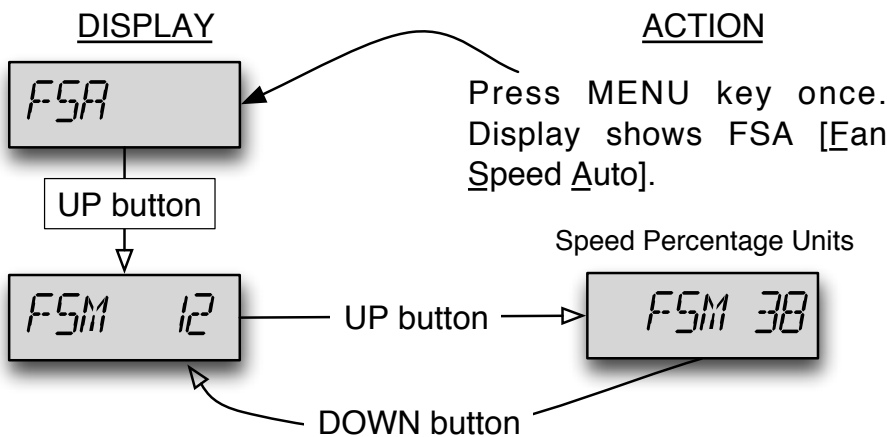 DISPLAY
ACTION
FSA
Press MENU key once.
Display shows FSA [Fan
Speed Auto].
UP button
Speed Percentage Units
FSM 12
UP button
FSM 38
DOWN button